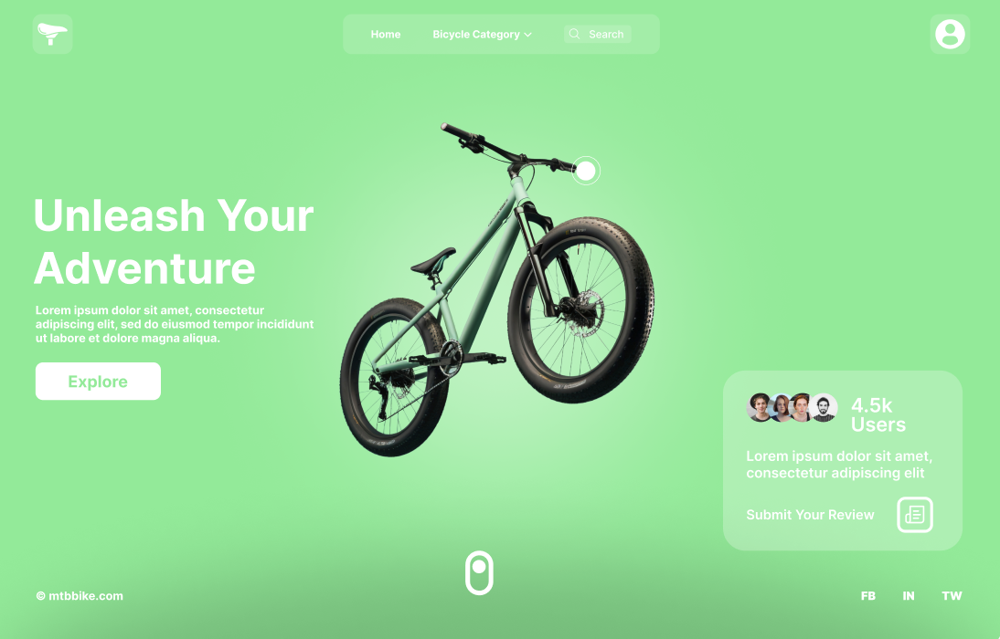 Home
Bicycle Category
Search
Unleash Your
Adventure
Lorem ipsum dolor sit amet, consectetur
adipiscing elit, sed do eiusmod tempor incididunt
ut labore et dolore magna aliqua.
Explore
4.5k
Users
Lorem ipsum dolor sit amet,
consectetur adipiscing elit
Submit Your Review
© mtbbike.com
FB
IN
TW